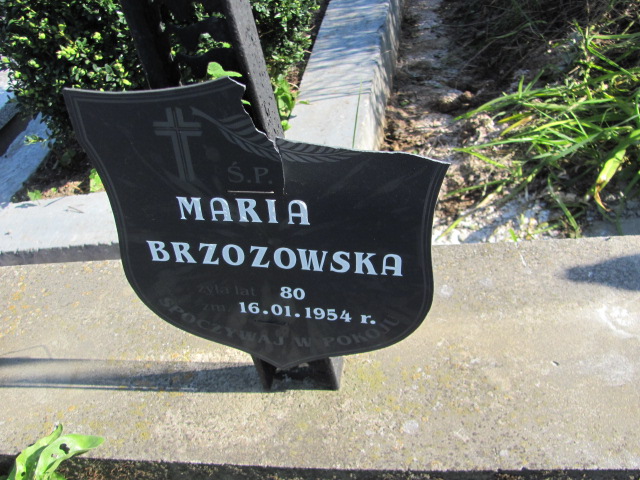 Ś.P.
MARIA
BRZOZOWSKA
żyła lat 80
zm. 16.01.1954 r.
SPOCZYWAJ W POKOJU